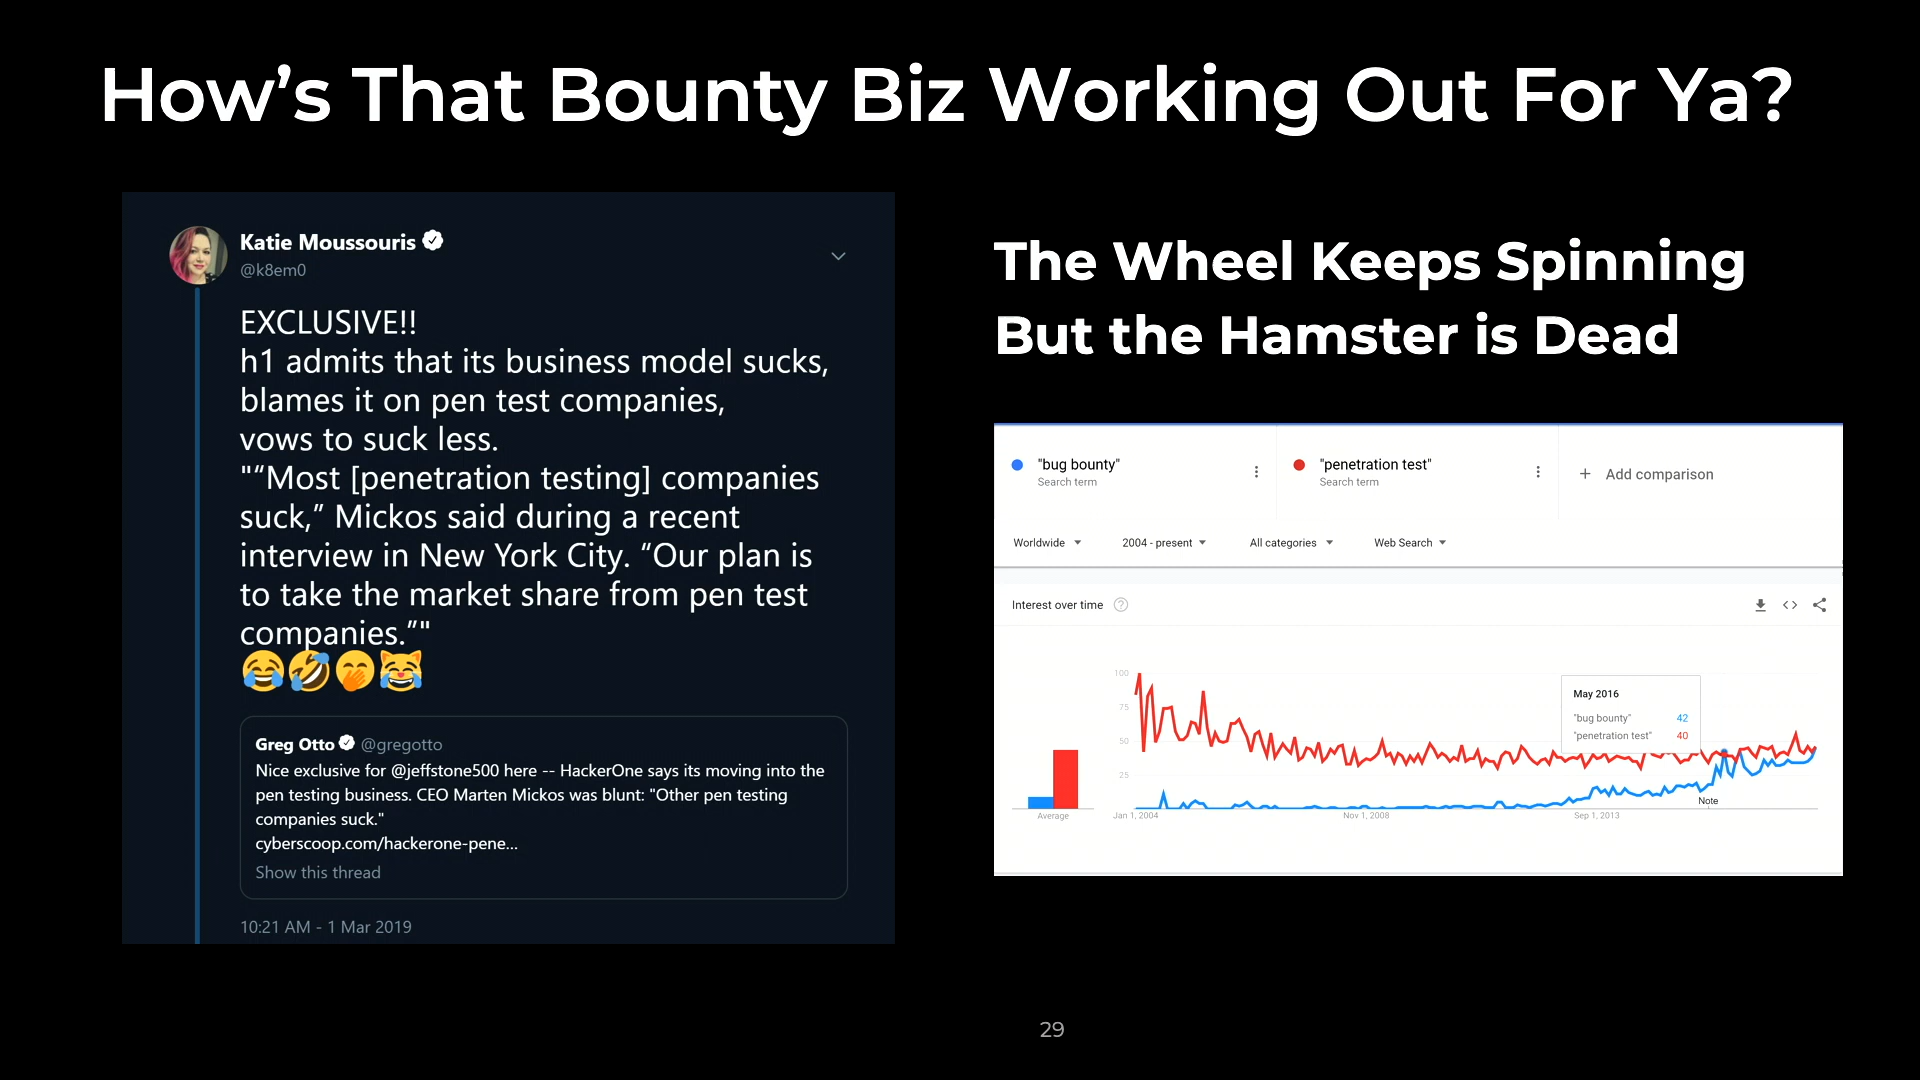 How’s That Bounty Biz Working Out For Ya?
Katie Moussouris
@k8em0
EXCLUSIVE!!
h1 admits that its business model sucks,
blames it on pen test companies,
vows to suck less.
"“Most [penetration testing] companies
suck,” Mickos said during a recent
interview in New York City. “Our plan is
to take the market share from pen test
companies.”"
😂🤣🤭😹
Greg Otto @gregotto
Nice exclusive for @jeffstone500 here -- HackerOne says its moving into the
pen testing business. CEO Marten Mickos was blunt: "Other pen testing
companies suck."
cyberscoop.com/hackerone-pene...
Show this thread
10:21 AM - 1 Mar 2019
The Wheel Keeps Spinning
But the Hamster is Dead
"bug bounty"
Search term
"penetration test"
Search term
+ Add comparison
Worldwide
2004 - present
All categories
Web Search
Interest over time
100
75
50
25
May 2016
"bug bounty" 42
"penetration test" 40
Note
Average
Jan 1, 2004
Nov 1, 2008
Sep 1, 2013
29